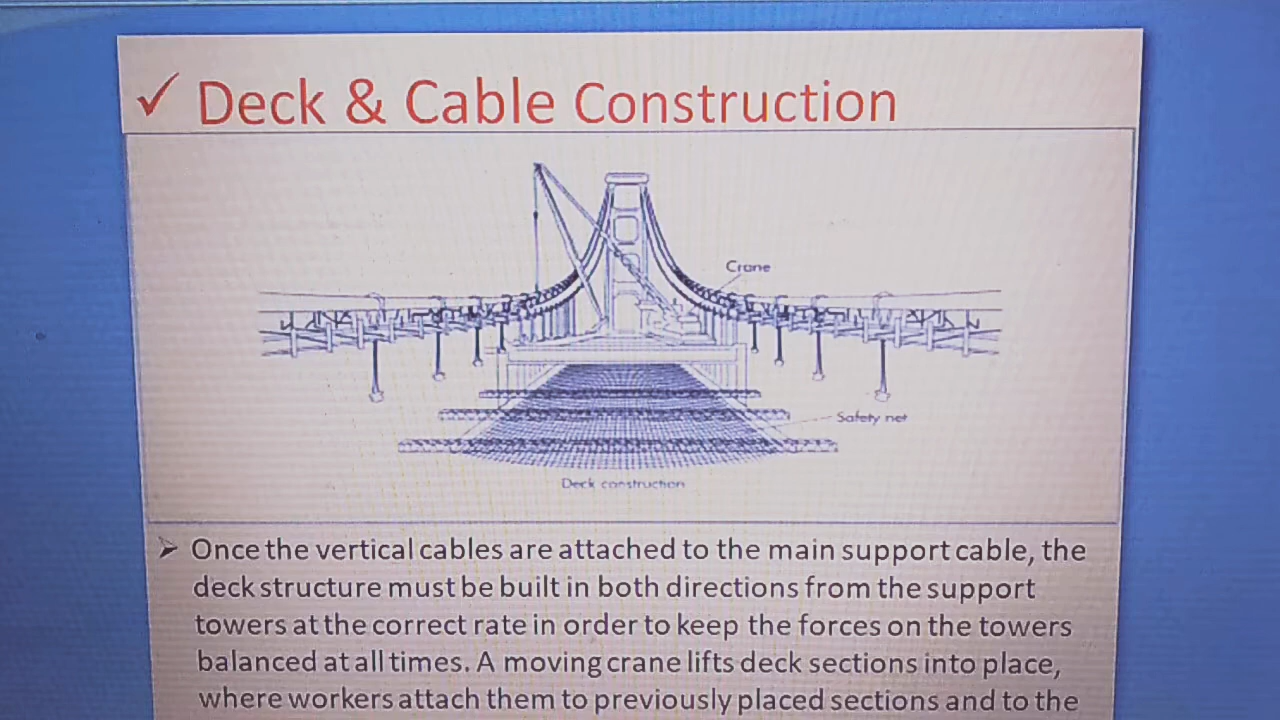 ✓ Deck & Cable Construction
Crane
Safety net
Deck construction
➢ Once the vertical cables are attached to the main support cable, the
deck structure must be built in both directions from the support
towers at the correct rate in order to keep the forces on the towers
balanced at all times. A moving crane lifts deck sections into place,
where workers attach them to previously placed sections and to the